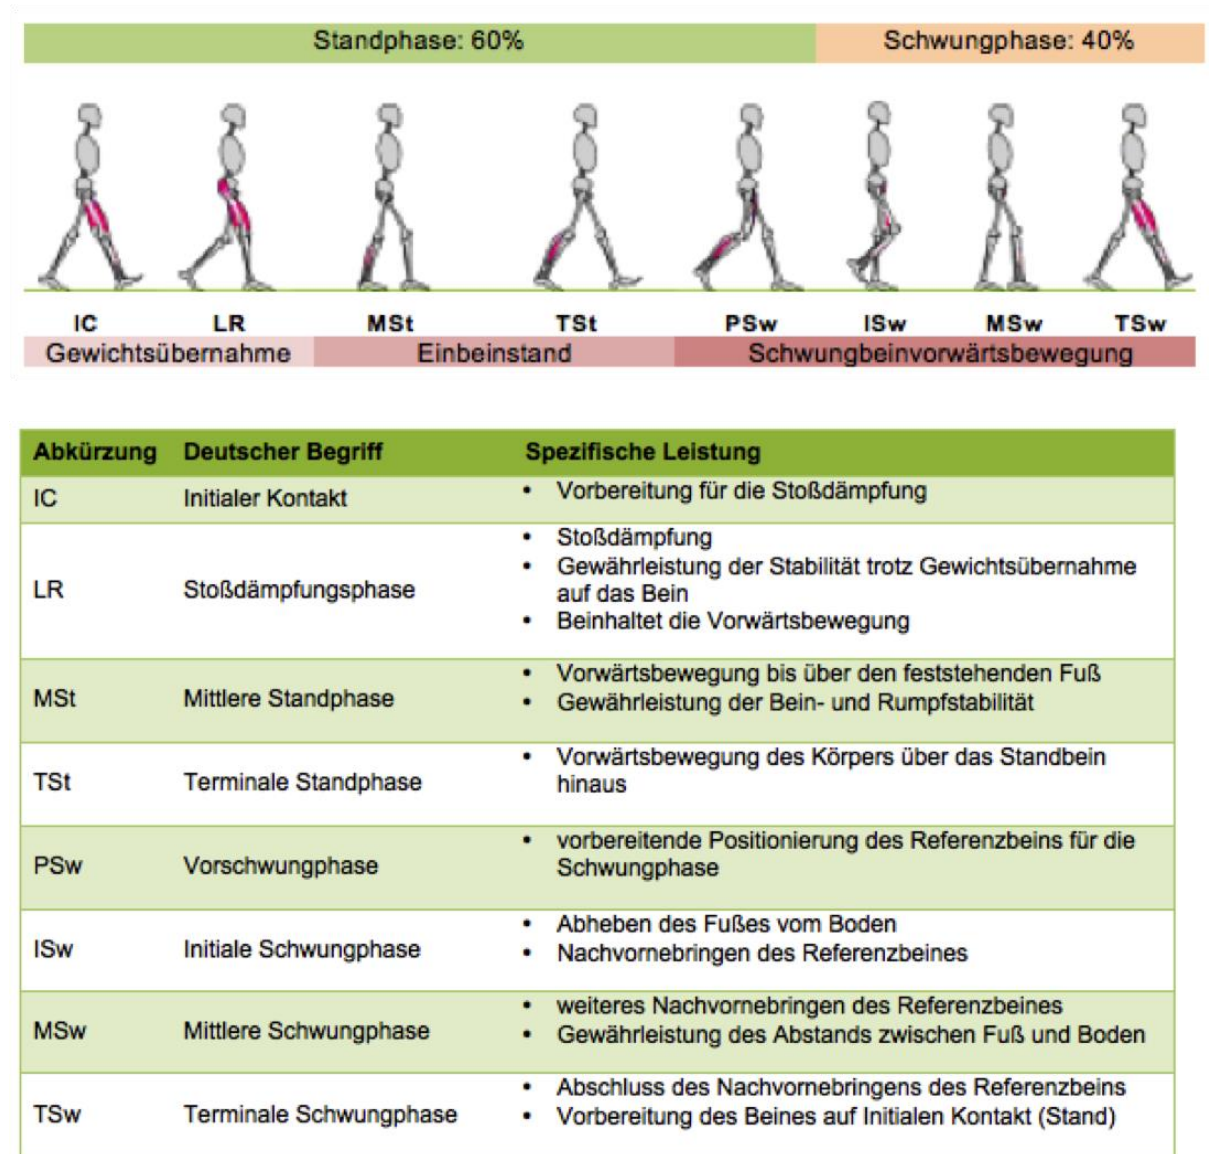 Standphase: 60%
Schwungphase: 40%
IC LR MSt TSt PSw ISw MSw TSw
Gewichtsübernahme Einbeinstand Schwungbeinvorwärtsbewegung
Abkürzung Deutscher Begriff Spezifische Leistung
IC Initialer Kontakt • Vorbereitung für die Stoßdämpfung
LR Stoßdämpfungsphase
• Stoßdämpfung
• Gewährleistung der Stabilität trotz Gewichtsübernahme
auf das Bein
• Beinhaltet die Vorwärtsbewegung
MSt Mittlere Standphase
• Vorwärtsbewegung bis über den feststehenden Fuß
• Gewährleistung der Bein- und Rumpfstabilität
TSt Terminale Standphase
• Vorwärtsbewegung des Körpers über das Standbein
hinaus
PSw Vorschwungphase
• vorbereitende Positionierung des Referenzbeins für die
Schwungphase
ISw Initiale Schwungphase
• Abheben des Fußes vom Boden
• Nachvornebringen des Referenzbeines
MSw Mittlere Schwungphase
• weiteres Nachvornebringen des Referenzbeines
• Gewährleistung des Abstands zwischen Fuß und Boden
TSw Terminale Schwungphase
• Abschluss des Nachvornebringens des Referenzbeins
• Vorbereitung des Beines auf Initialen Kontakt (Stand)